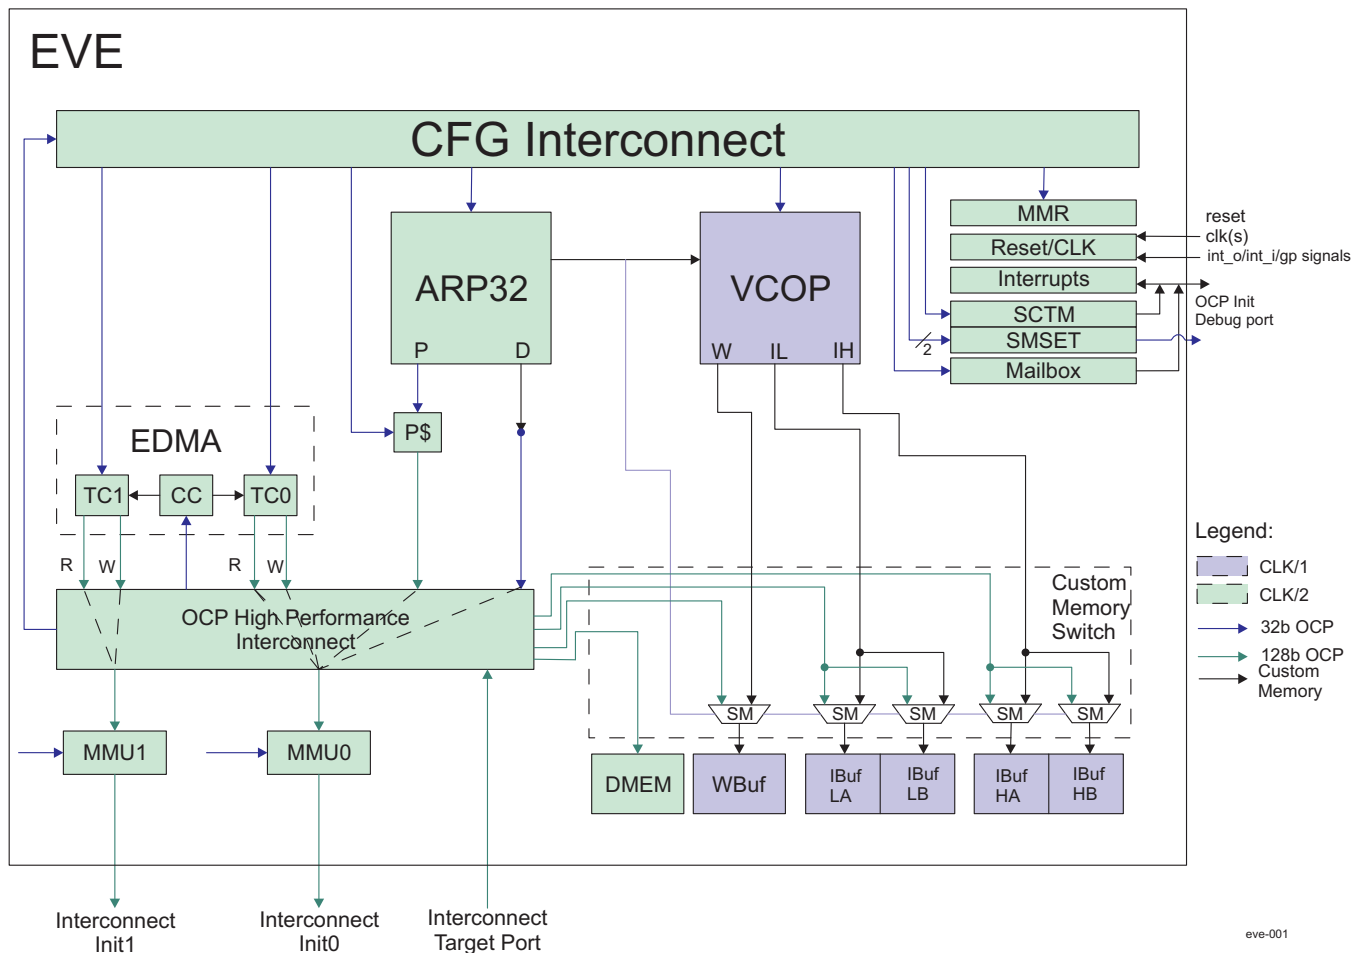 EVE
CFG Interconnect
MMR
reset
Reset/CLK
clk(s)
int_o/int_i/gp signals
ARP32
VCOP
Interrupts
OCP Init
Debug port
SCTM
P
D
W
IL
IH
2
SMSET
Mailbox
EDMA
P$
TC1
CC
TC0
R
W
R
W
Legend:
CLK/1
CLK/2
32b OCP
128b OCP
Custom
Memory
OCP High Performance
Interconnect
Custom
Memory
Switch
SM
SM
SM
SM
SM
MMU1
MMU0
DMEM
WBuf
IBuf
LA
IBuf
LB
IBuf
HA
IBuf
HB
Interconnect
Init1
Interconnect
Init0
Interconnect
Target Port
eve-001